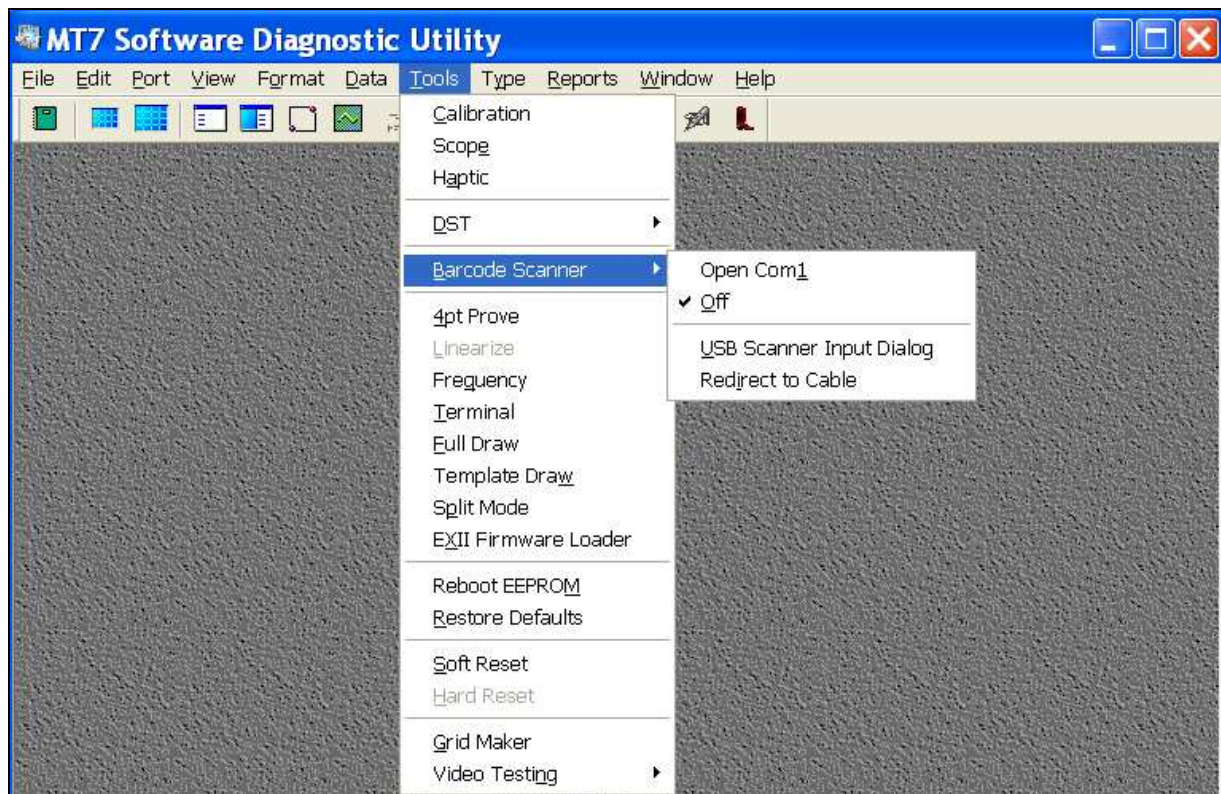 MT7 Software Diagnostic Utility
File Edit Port View Format Data Tools Type Reports Window Help
Calibration
Scope
Haptic
DST
Barcode Scanner
Open Com1
Off
USB Scanner Input Dialog
Redirect to Cable
4pt Prove
Linearize
Frequency
Terminal
Full Draw
Template Draw
Split Mode
EXII Firmware Loader
Reboot EEPROM
Restore Defaults
Soft Reset
Hard Reset
Grid Maker
Video Testing